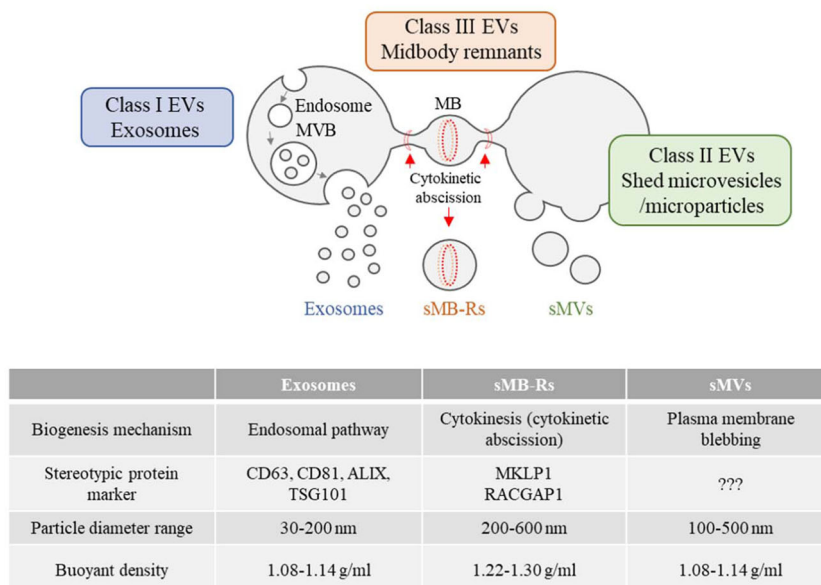 Class III EVs
Midbody remnants
Class I EVs
Exosomes
Endosome
MVB
MB
Cytokinetic
abscission
Class II EVs
Shed microvesicles
/microparticles
Exosomes
sMB-Rs
sMVs
Exosomes sMB-Rs sMVs
Biogenesis mechanism Endosomal pathway Cytokinesis (cytokinetic abscission) Plasma membrane blebbing
Stereotypic protein marker CD63, CD81, ALIX, TSG101 MKLP1 RACGAP1 ???
Particle diameter range 30-200 nm 200-600 nm 100-500 nm
Buoyant density 1.08-1.14 g/ml 1.22-1.30 g/ml 1.08-1.14 g/ml